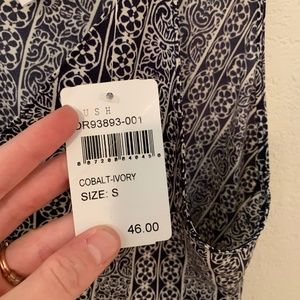 USH
DR93893-001
COBALT-IVORY
SIZE: S
46.00